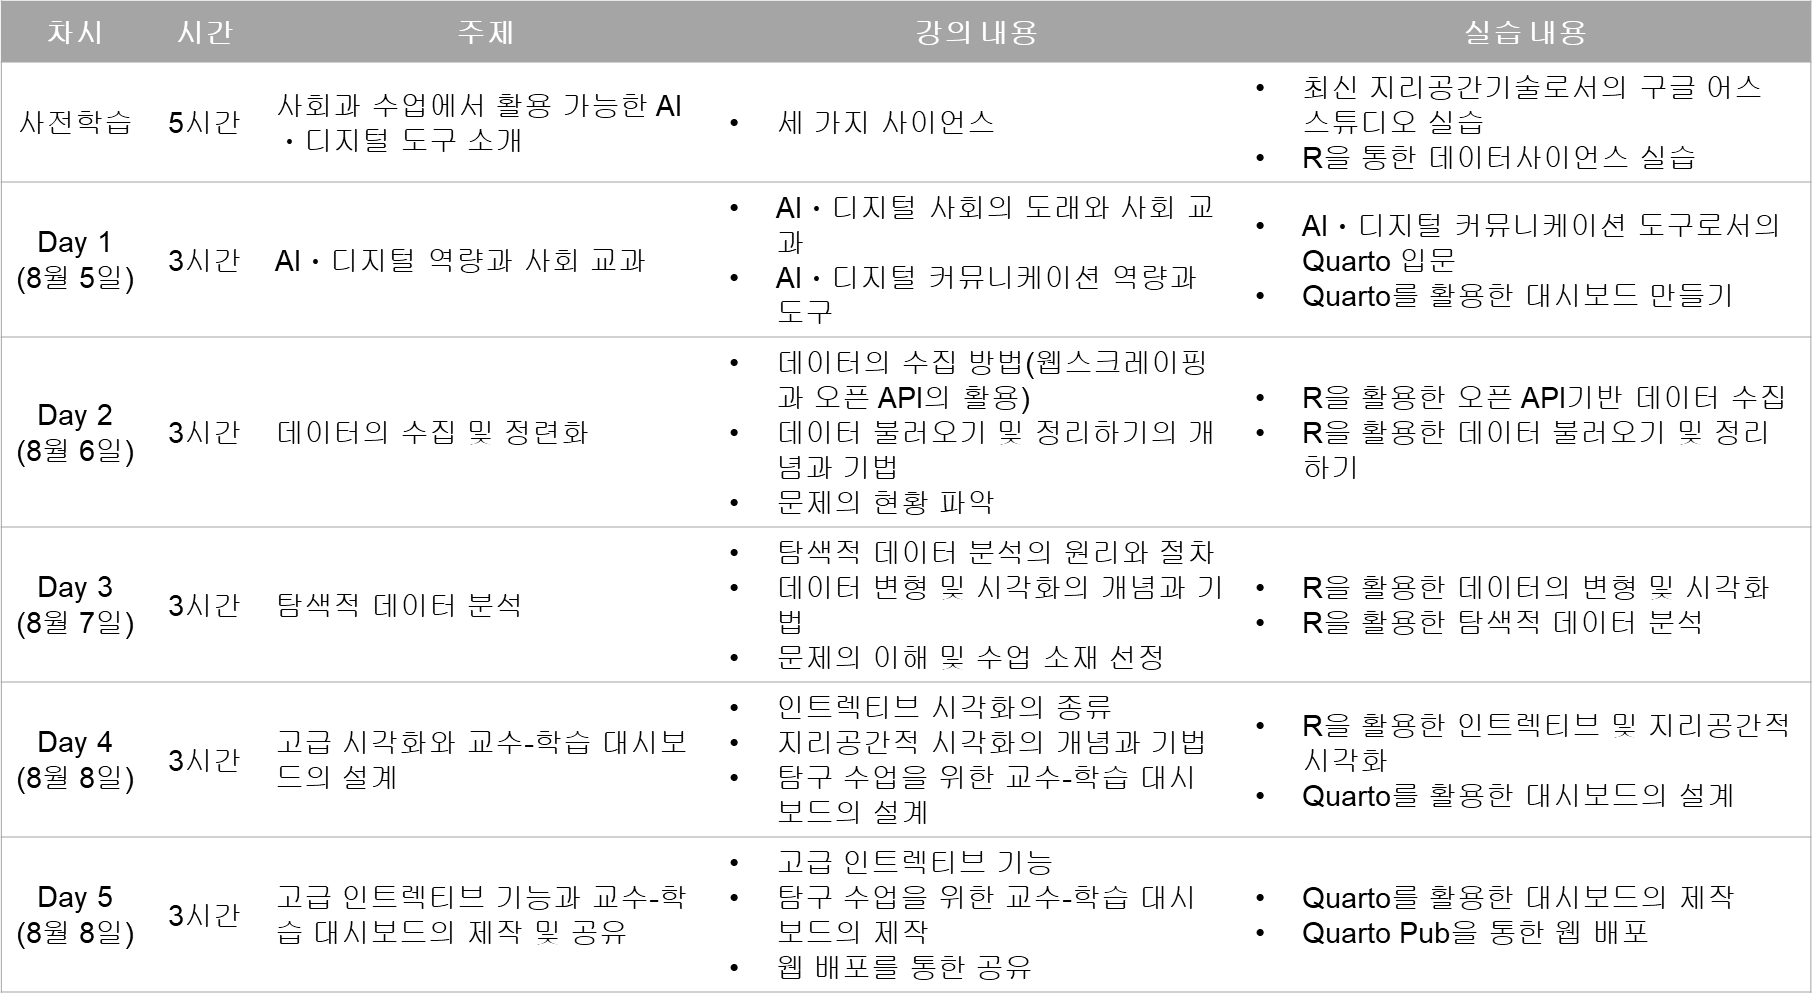 차시 시간 주제 강의 내용 실습 내용
사전학습
5시간
사회과 수업에서 활용 가능한 AI
・디지털 도구 소개
• 세 가지 사이언스
• 최신 지리공간기술로서의 구글 어스
스튜디오 실습
• R을 통한 데이터사이언스 실습
Day 1
(8월 5일)
3시간
AI・디지털 역량과 사회 교과
• AI・디지털 사회의 도래와 사회 교
과
• AI・디지털 커뮤니케이션 역량과
도구
• AI・디지털 커뮤니케이션 도구로서의
Quarto 입문
• Quarto를 활용한 대시보드 만들기
Day 2
(8월 6일)
3시간
데이터의 수집 및 정련화
• 데이터의 수집 방법(웹스크레이핑
과 오픈 API의 활용)
• 데이터 불러오기 및 정리하기의 개
념과 기법
• 문제의 현황 파악
• R을 활용한 오픈 API기반 데이터 수집
• R을 활용한 데이터 불러오기 및 정리
하기
Day 3
(8월 7일)
3시간
탐색적 데이터 분석
• 탐색적 데이터 분석의 원리와 절차
• 데이터 변형 및 시각화의 개념과 기
법
• 문제의 이해 및 수업 소재 선정
• R을 활용한 데이터의 변형 및 시각화
• R을 활용한 탐색적 데이터 분석
Day 4
(8월 8일)
3시간
고급 시각화와 교수-학습 대시보
드의 설계
• 인트렉티브 시각화의 종류
• 지리공간적 시각화의 개념과 기법
• 탐구 수업을 위한 교수-학습 대시
보드의 설계
• R을 활용한 인트렉티브 및 지리공간적
시각화
• Quarto를 활용한 대시보드의 설계
Day 5
(8월 8일)
3시간
고급 인트렉티브 기능과 교수-학
습 대시보드의 제작 및 공유
• 고급 인트렉티브 기능
• 탐구 수업을 위한 교수-학습 대시
보드의 제작
• 웹 배포를 통한 공유
• Quarto를 활용한 대시보드의 제작
• Quarto Pub을 통한 웹 배포